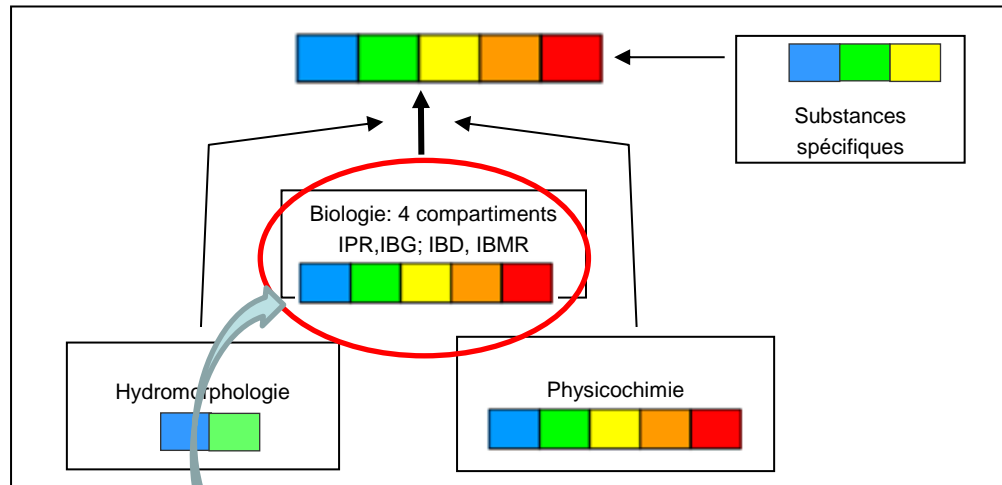 Substances
spécifiques
Biologie: 4 compartiments
IPR,IBG; IBD, IBMR
Hydromorphologie
Physicochimie